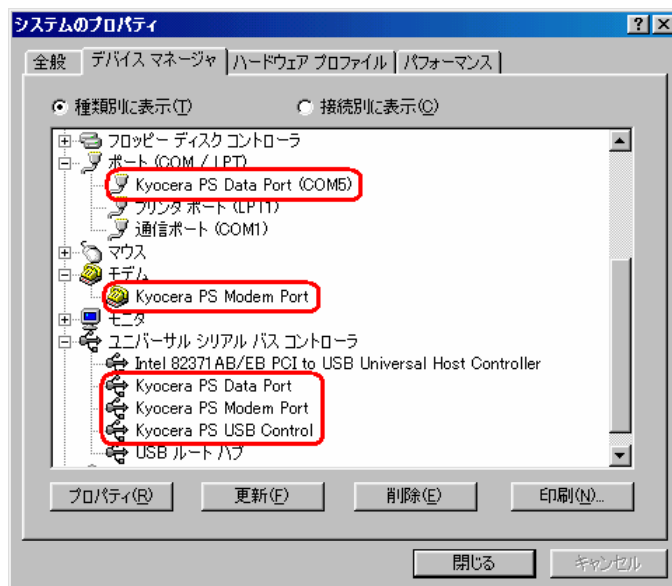 システムのプロパティ
全般 デバイス マネージャ ハードウェア プロファイル パフォーマンス
種類別に表示(T) 接続別に表示(C)
フロッピー ディスク コントローラ
ポート (COM / LPT)
Kyocera PS Data Port (COM5)
プリンタ ポート (LPT1)
通信ポート (COM1)
マウス
モデム
Kyocera PS Modem Port
モニタ
ユニバーサル シリアル バス コントローラ
Intel 82371AB/EB PCI to USB Universal Host Controller
Kyocera PS Data Port
Kyocera PS Modem Port
Kyocera PS USB Control
USB ルート ハブ
プロパティ(R) 更新(F) 削除(E) 印刷(N)...
閉じる キャンセル